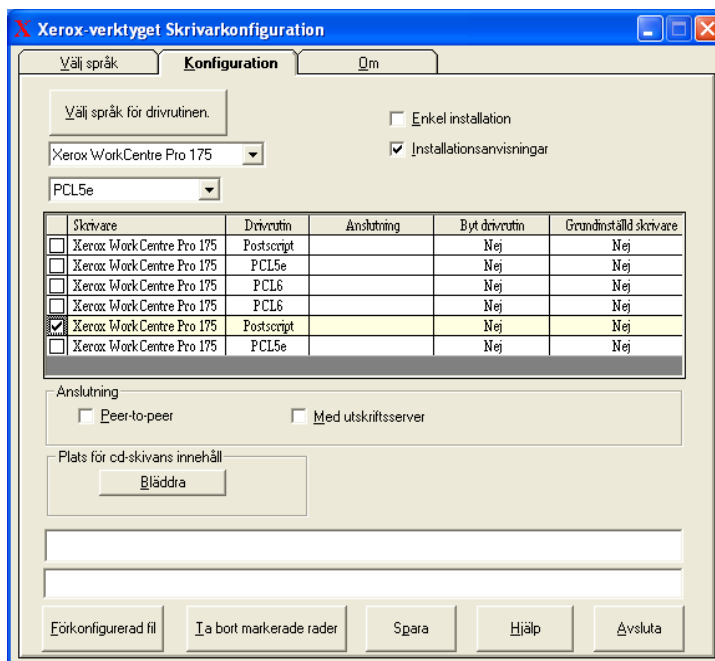 Xerox-verktyget Skrivarkonfiguration
Välj språk Konfiguration Om
Välj språk för drivrutinen.
Enkel installation
Xerox WorkCentre Pro 175
Installationsanvisningar
PCL5e
Skrivare Drivrutin Anslutning Byt drivrutin Grundinställd skrivare
Xerox WorkCentre Pro 175 Postscript Nej Nej
Xerox WorkCentre Pro 175 PCL5e Nej Nej
Xerox WorkCentre Pro 175 PCL6 Nej Nej
Xerox WorkCentre Pro 175 PCL6 Nej Nej
Xerox WorkCentre Pro 175 Postscript Nej Nej
Xerox WorkCentre Pro 175 PCL5e Nej Nej
Anslutning
Peer-to-peer Med utskriftsserver
Plats för cd-skivans innehåll
Bläddra
Förkonfigurerad fil Ta bort markerade rader Spara Hjälp Avsluta